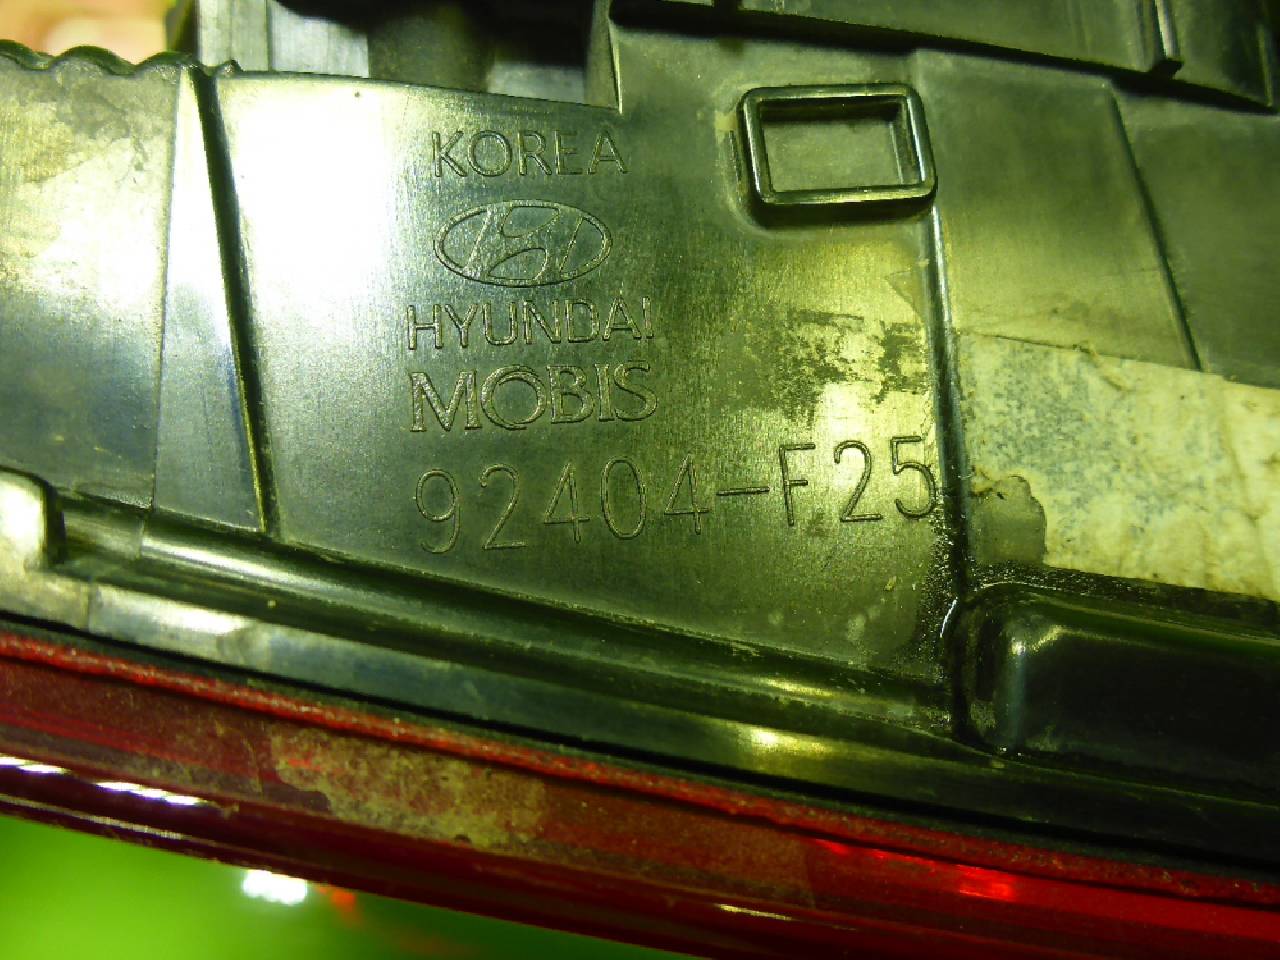 KOREA
HYUNDAI
MOBIS
92404-F25